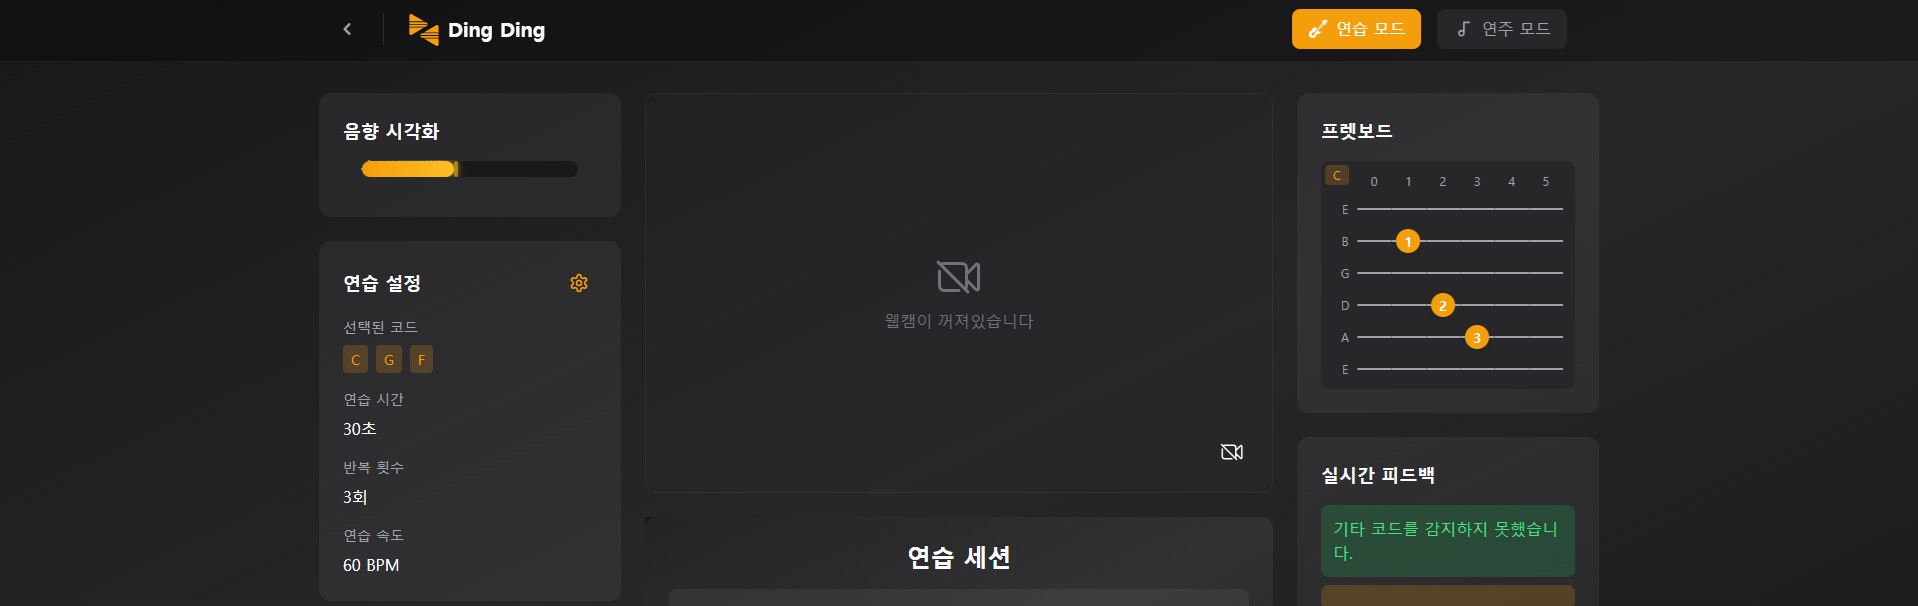 Ding Ding
연습 모드
연주 모드
음향 시각화
연습 설정
선택된 코드
C G F
연습 시간
30초
반복 횟수
3회
연습 속도
60 BPM
웹캠이 꺼져있습니다
연습 세션
프렛보드
C 0 1 2 3 4 5
E
B 1
G
D 2
A 3
E
실시간 피드백
기타 코드를 감지하지 못했습니
다.